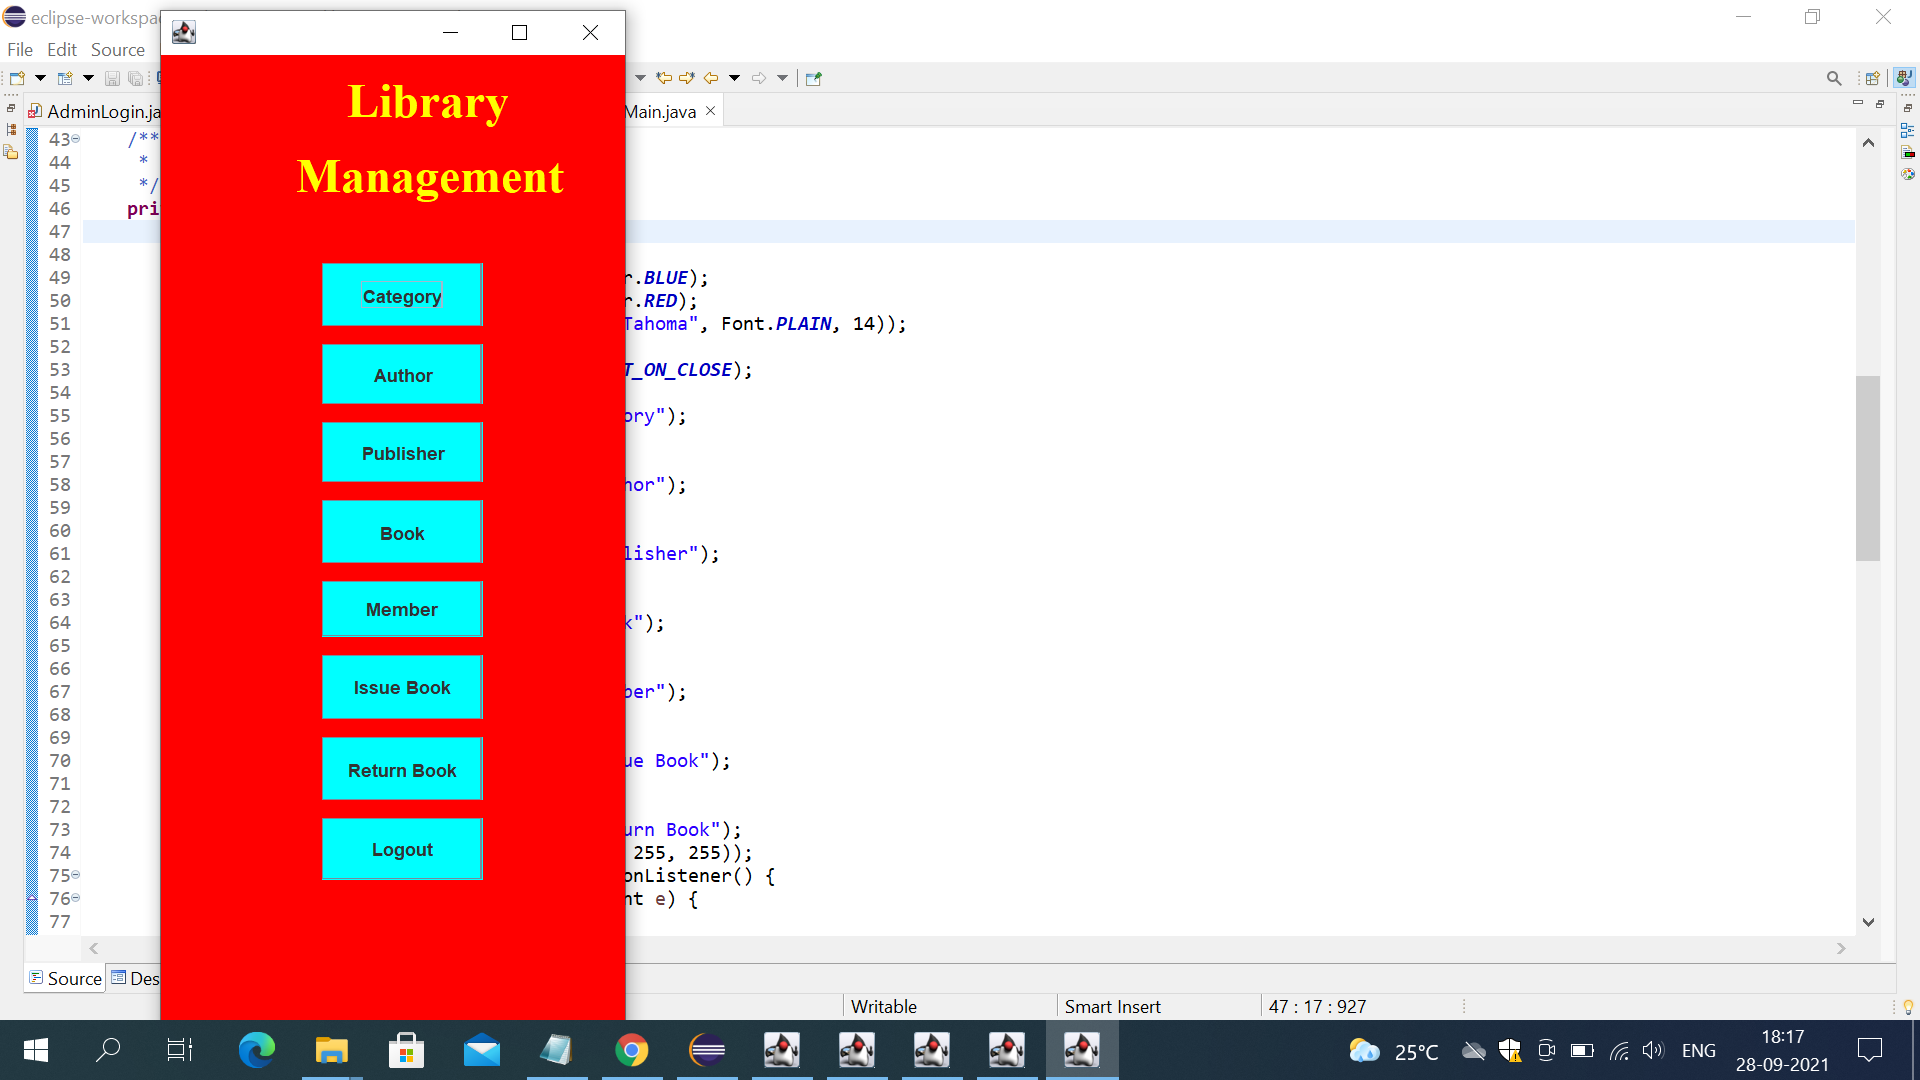 eclipse-workspa
File Edit Source
AdminLogin.ja
Main.java
Library
Management
Category
Author
Publisher
Book
Member
Issue Book
Return Book
Logout
43 /**
44 *
45 */
46 pri
47
48
49 r.BLUE);
50 r.RED);
51 Tahoma", Font.PLAIN, 14));
52
53 T_ON_CLOSE);
54
55 ory");
56
57
58 hor");
59
60
61 lisher");
62
63
64 k");
65
66
67 ber");
68
69
70 ue Book");
71
72
73 urn Book");
74 255, 255));
75 onListener() {
76 nt e) {
77
Source Des
Writable Smart Insert 47 : 17 : 927
25°C ENG 18:17
28-09-2021